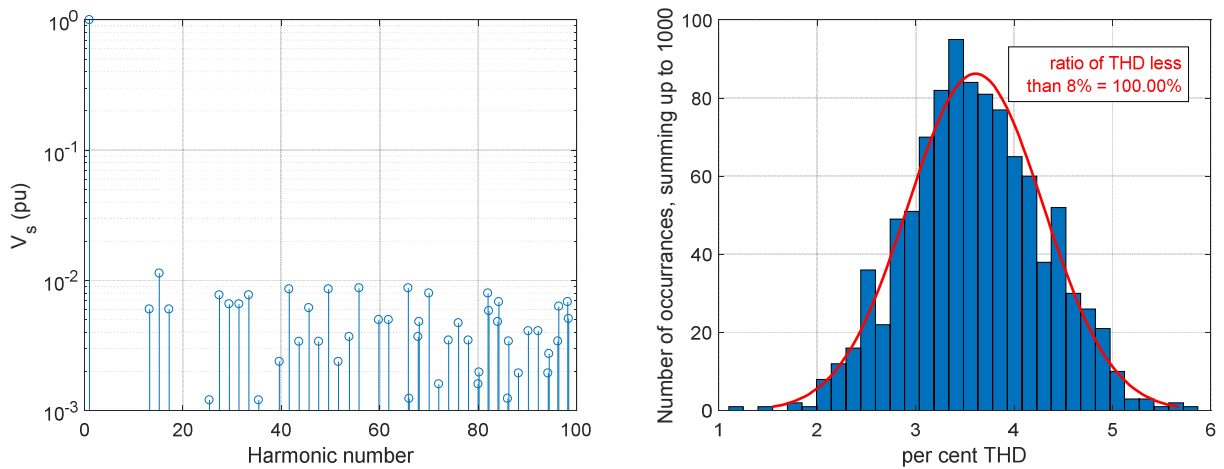 10^0
10^-1
10^-2
10^-3
V_s (pu)
0 20 40 60 80 100
Harmonic number
100
80
60
40
20
0
Number of occurrances, summing up to 1000
ratio of THD less
than 8% = 100.00%
1 2 3 4 5 6
per cent THD